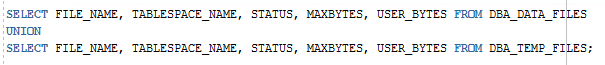 SELECT FILE_NAME, TABLESPACE_NAME, STATUS, MAXBYTES, USER_BYTES FROM DBA_DATA_FILES
UNION
SELECT FILE_NAME, TABLESPACE_NAME, STATUS, MAXBYTES, USER_BYTES FROM DBA_TEMP_FILES;